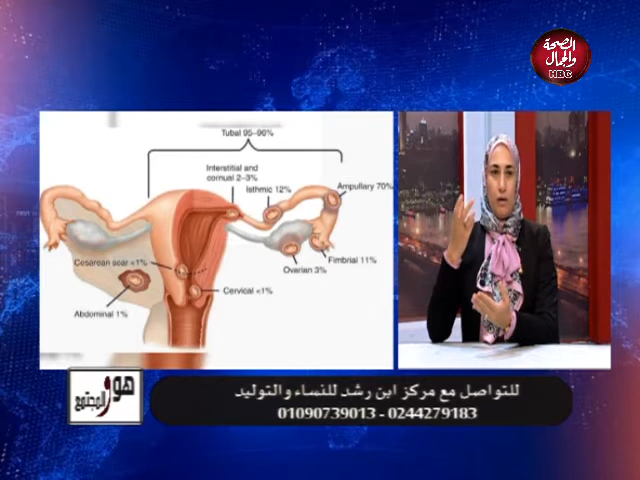 الصحة
والجمال
HBC
Tubal 95-96%
Interstitial and
cornual 2-3%
Isthmic 12%
Ampullary 70%
Cesarean scar <1%
Fimbrial 11%
Ovarian 3%
Cervical <1%
Abdominal 1%
هو والمجتمع
للتواصل مع مركز ابن رشد للنساء والتوليد
01090739013 - 0244279183